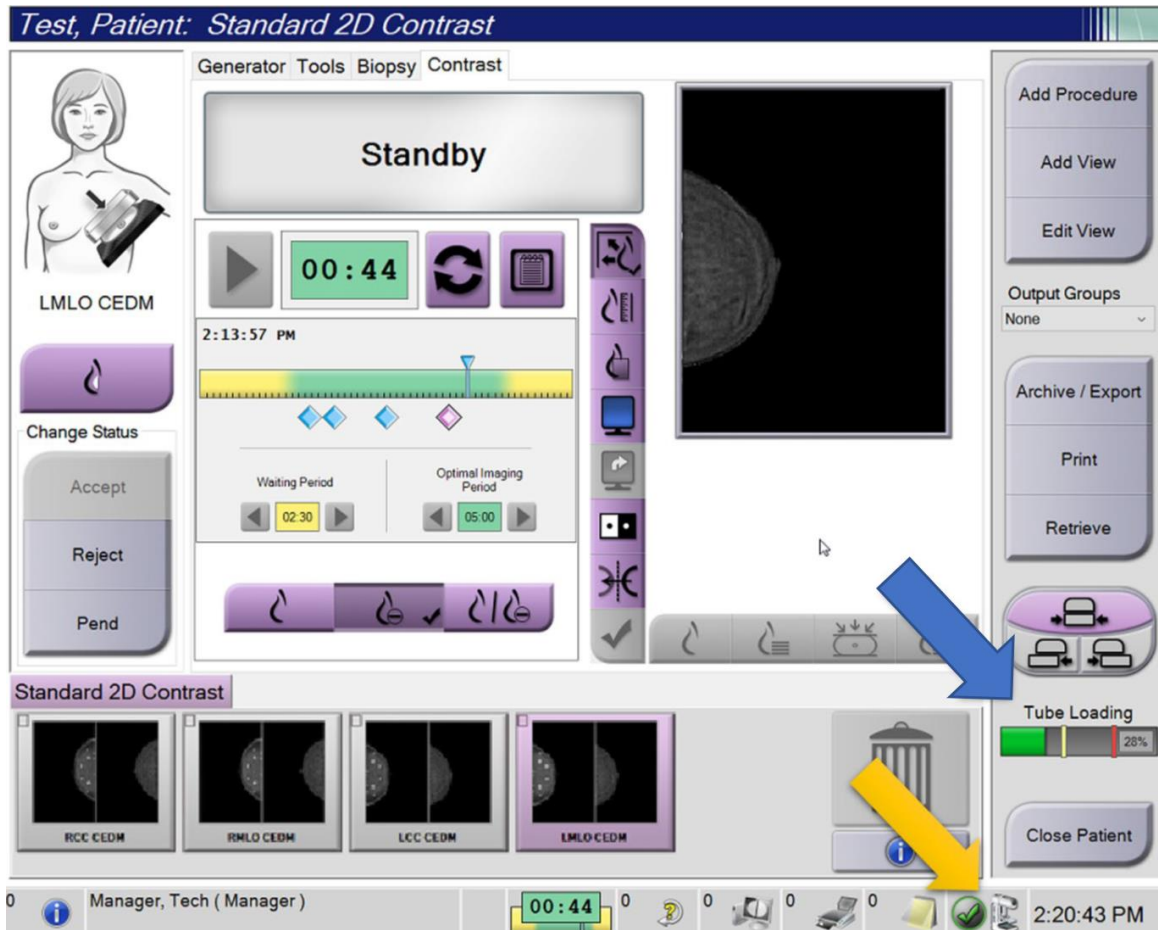 Test, Patient: Standard 2D Contrast
LMLO CEDM
Change Status
Accept
Reject
Pend
Generator Tools Biopsy Contrast
Standby
00:44
2:13:57 PM
Waiting Period
Optimal Imaging
Period
02:30
05:00
Add Procedure
Add View
Edit View
Output Groups
None
Archive / Export
Print
Retrieve
Tube Loading
28%
Close Patient
Standard 2D Contrast
RCC CEDM
RMLO CEDM
LCC CEDM
LMLO CEDM
0
Manager, Tech ( Manager )
00:44
0
0
0
0
2:20:43 PM